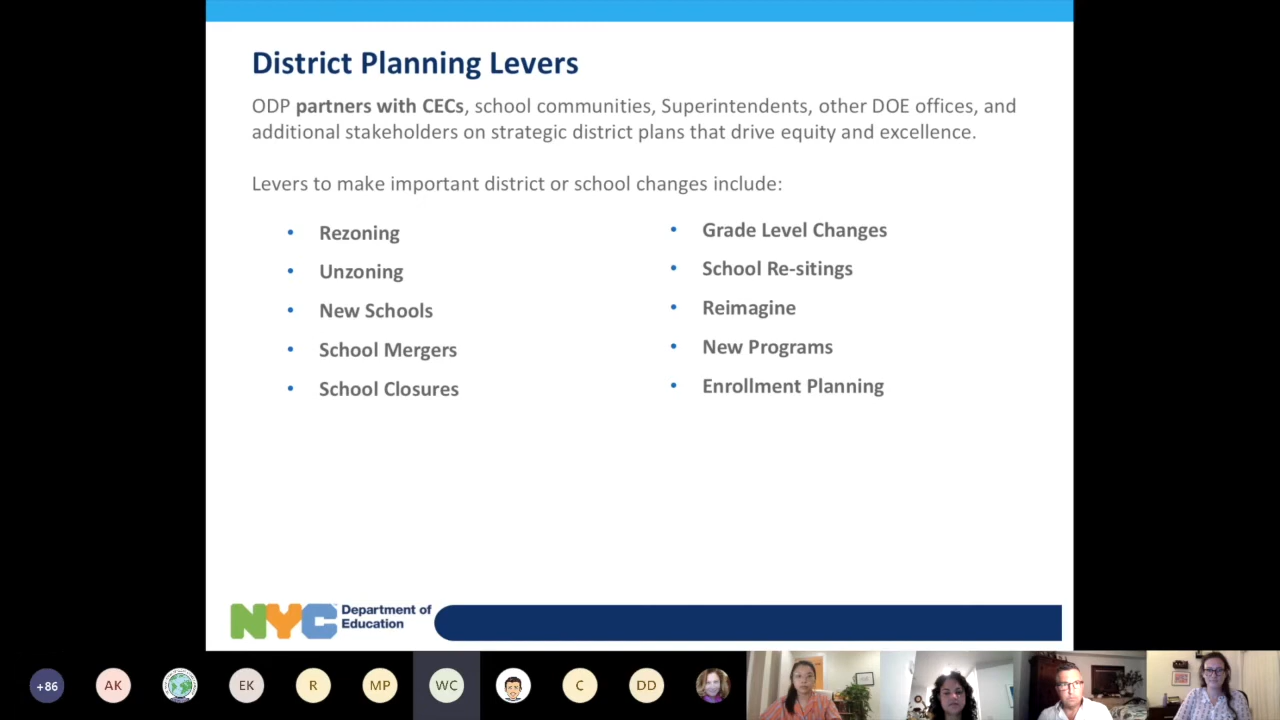 District Planning Levers
ODP partners with CECs, school communities, Superintendents, other DOE offices, and
additional stakeholders on strategic district plans that drive equity and excellence.
Levers to make important district or school changes include:
• Rezoning
• Unzoning
• New Schools
• School Mergers
• School Closures
• Grade Level Changes
• School Re-sitings
• Reimagine
• New Programs
• Enrollment Planning
NYC Department of
Education
+86 AK EK R MP WC C DD